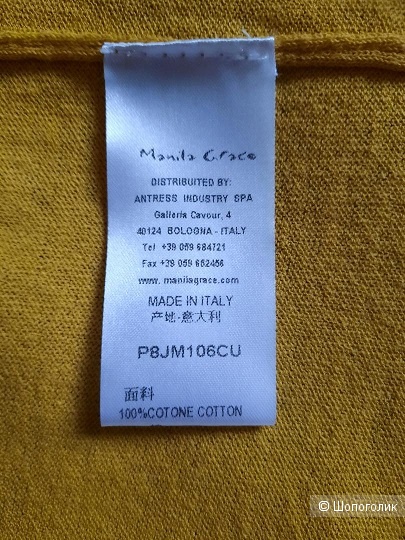 Manila Grace
DISTRIBUITED BY:
ANTRESS INDUSTRY SPA
Galleria Cavour, 4
40124 BOLOGNA - ITALY
Tel +39 059 684721
Fax +39 059 652456
www. manilagrace.com
MADE IN ITALY
产地-意大利
P8JM106CU
面料
100%COTONE COTTON
© Шопоголик